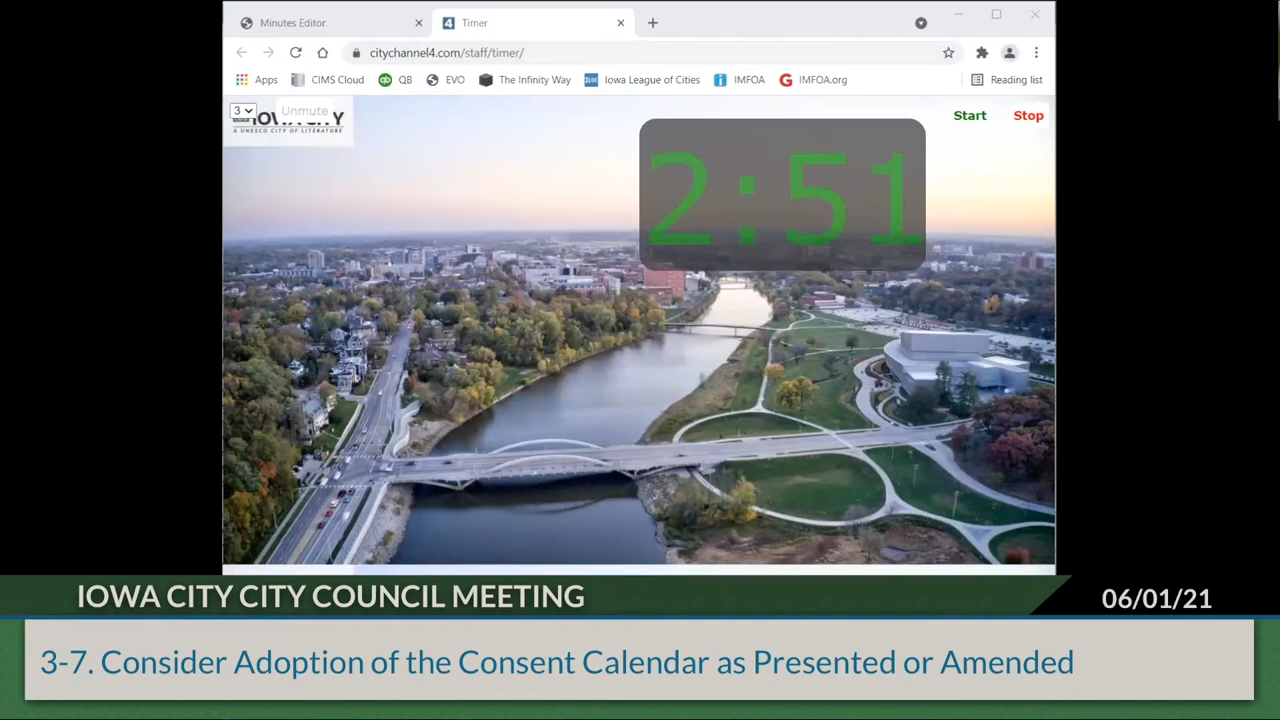 Minutes Editor
Timer
citychannel4.com/staff/timer/
Apps CIMS Cloud QB EVO The Infinity Way Iowa League of Cities IMFOA IMFOA.org Reading list
3 Unmute
IOWA CITY
A UNESCO CITY OF LITERATURE
Start Stop
2:51
IOWA CITY CITY COUNCIL MEETING
06/01/21
3-7. Consider Adoption of the Consent Calendar as Presented or Amended